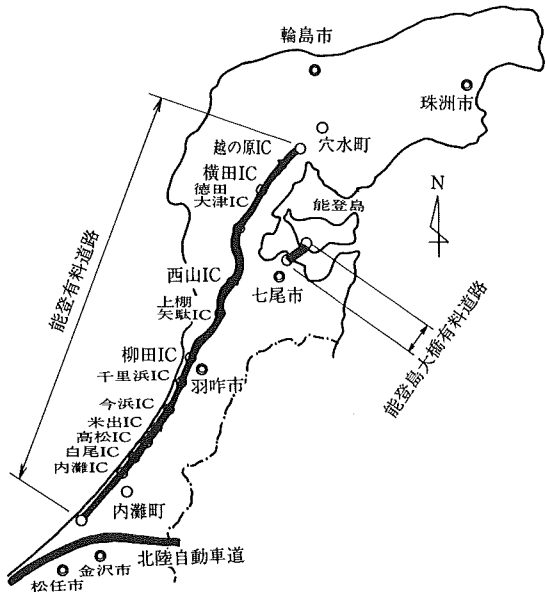 輪島市
珠洲市
越の原IC
穴水町
横田IC
徳田
大津IC
能登島
N
西山IC
七尾市
上棚
矢駄IC
能登有料道路
能登島大橋有料道路
柳田IC
千里浜IC
羽咋市
今浜IC
米出IC
高松IC
白尾IC
内灘IC
内灘町
北陸自動車道
金沢市
松任市